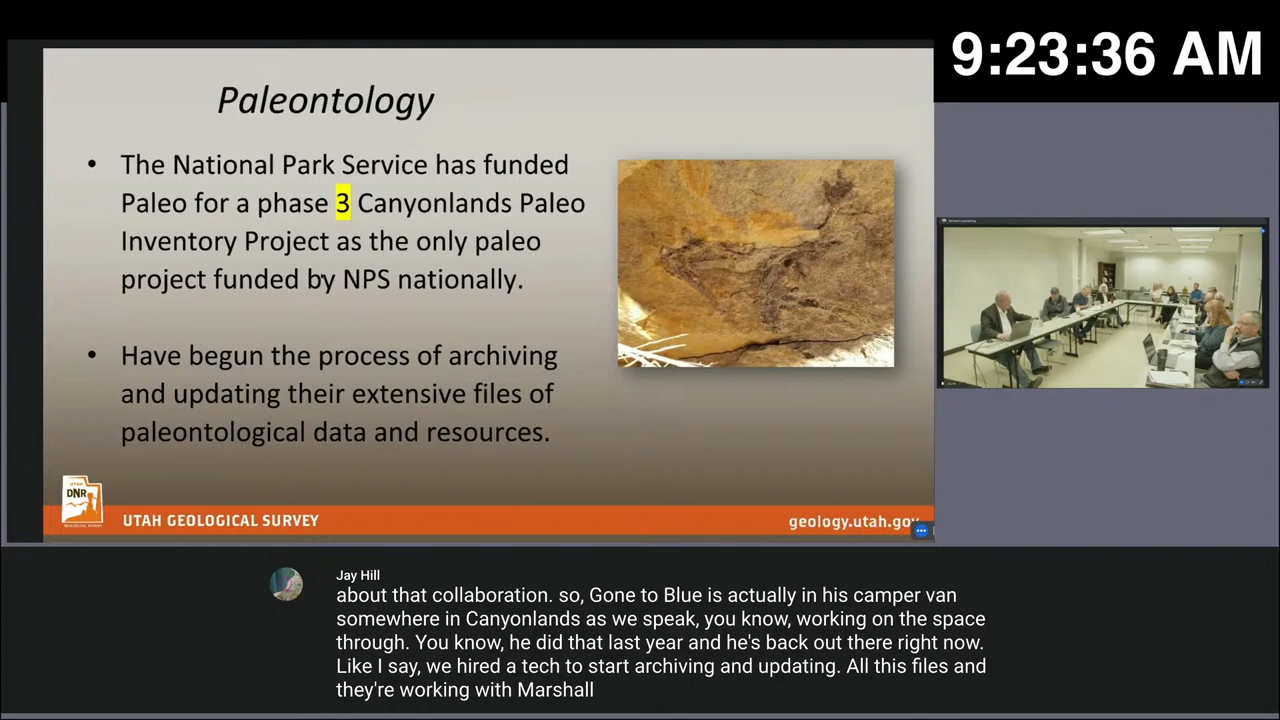 9:23:36 AM
Paleontology
• The National Park Service has funded
Paleo for a phase 3 Canyonlands Paleo
Inventory Project as the only paleo
project funded by NPS nationally.
• Have begun the process of archiving
and updating their extensive files of
paleontological data and resources.
UTAH
DNR
UTAH GEOLOGICAL SURVEY
geology.utah.gov
Jay Hill
about that collaboration. so, Gone to Blue is actually in his camper van
somewhere in Canyonlands as we speak, you know, working on the space
through. You know, he did that last year and he's back out there right now.
Like I say, we hired a tech to start archiving and updating. All this files and
they're working with Marshall